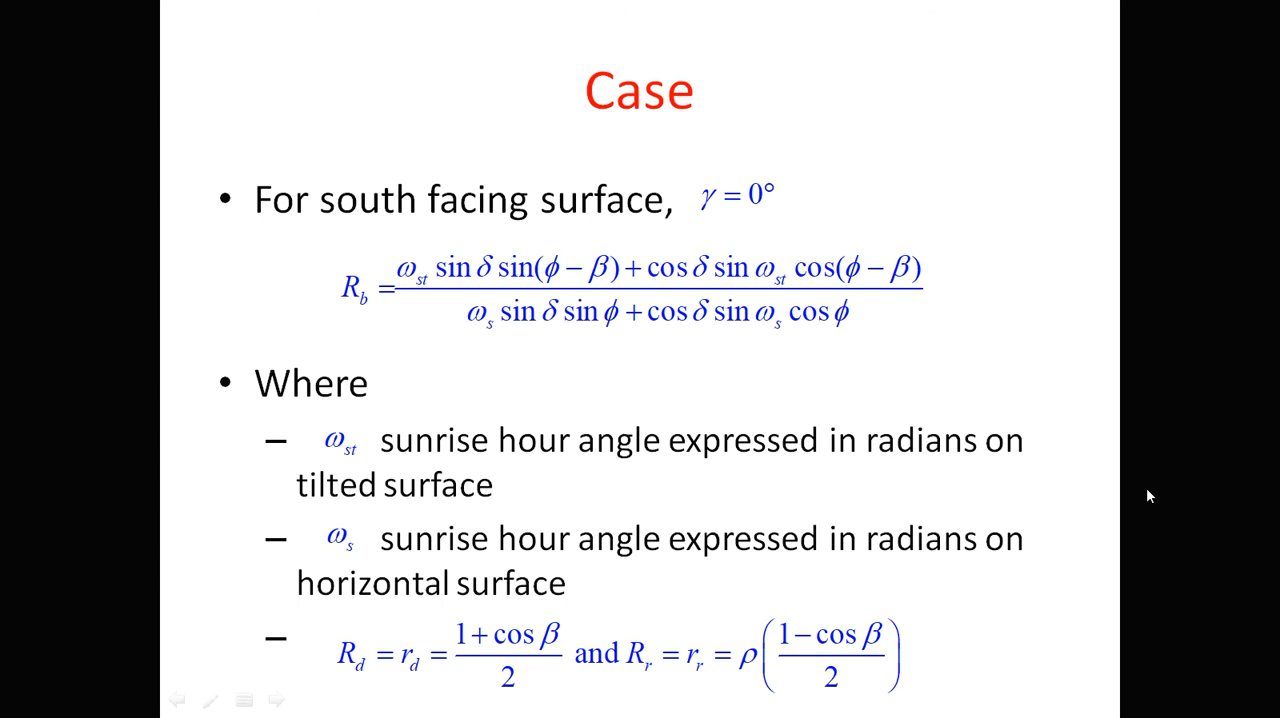 Case
• For south facing surface, γ = 0°
R_b = (ω_st sin δ sin(ϕ − β) + cos δ sin ω_st cos(ϕ − β)) / (ω_s sin δ sin ϕ + cos δ sin ω_s cos ϕ)
• Where
– ω_st sunrise hour angle expressed in radians on
tilted surface
– ω_s sunrise hour angle expressed in radians on
horizontal surface
– R_d = r_d = (1 + cos β) / 2 and R_r = r_r = ρ((1 − cos β) / 2)